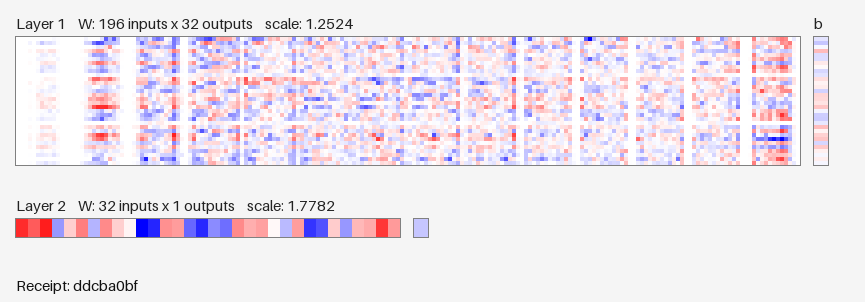 Layer 1 W: 196 inputs x 32 outputs scale: 1.2524 b
Layer 2 W: 32 inputs x 1 outputs scale: 1.7782
Receipt: ddcba0bf